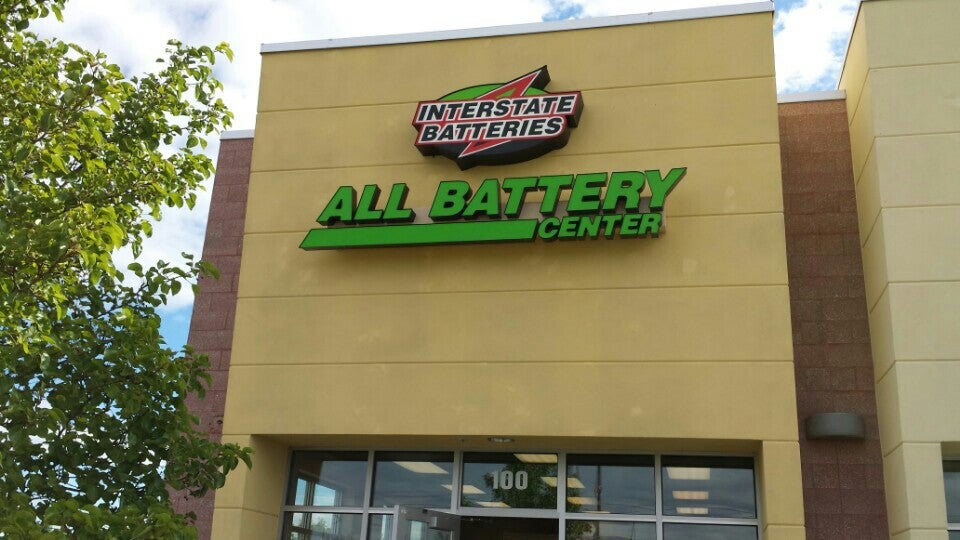 INTERSTATE
BATTERIES
ALL BATTERY
CENTER
100